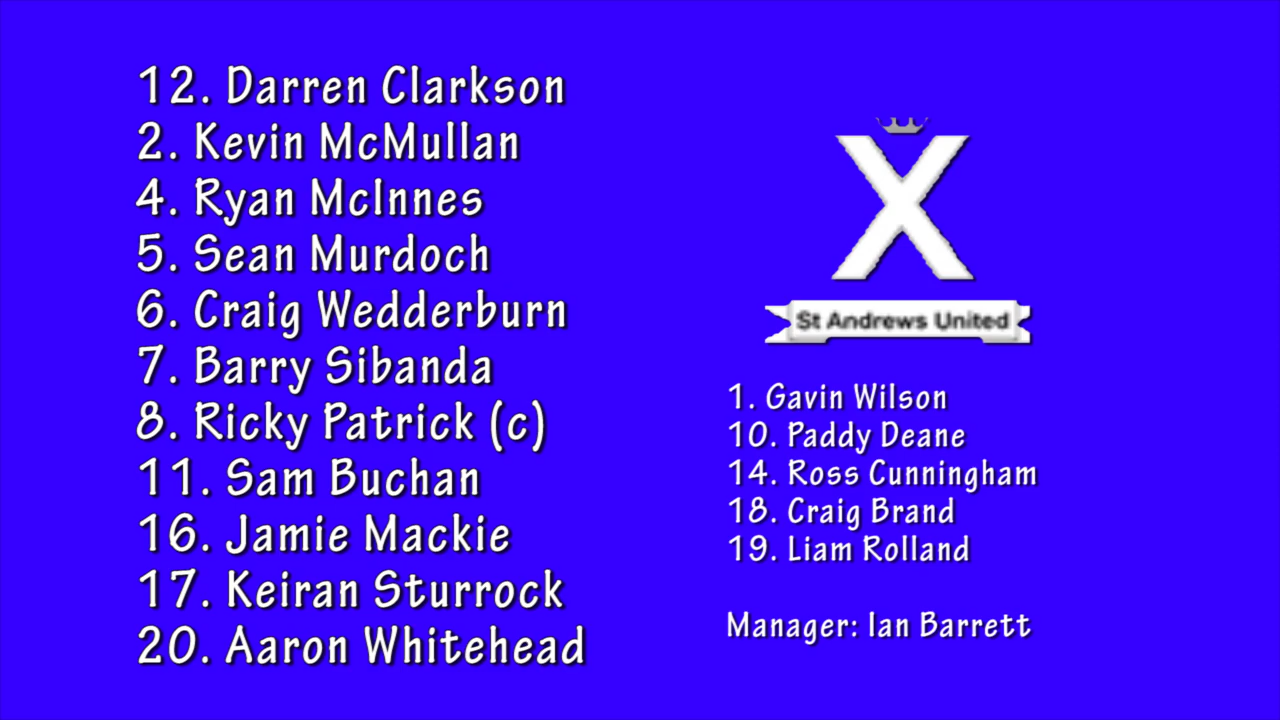 12. Darren Clarkson
2. Kevin McMullan
4. Ryan McInnes
5. Sean Murdoch
6. Craig Wedderburn
7. Barry Sibanda
8. Ricky Patrick (c)
11. Sam Buchan
16. Jamie Mackie
17. Keiran Sturrock
20. Aaron Whitehead
X
St Andrews United
1. Gavin Wilson
10. Paddy Deane
14. Ross Cunningham
18. Craig Brand
19. Liam Rolland
Manager: Ian Barrett